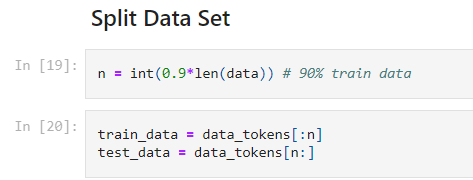 Split Data Set
In [19]:
n = int(0.9*len(data)) # 90% train data
In [20]:
train_data = data_tokens[:n]
test_data = data_tokens[n:]